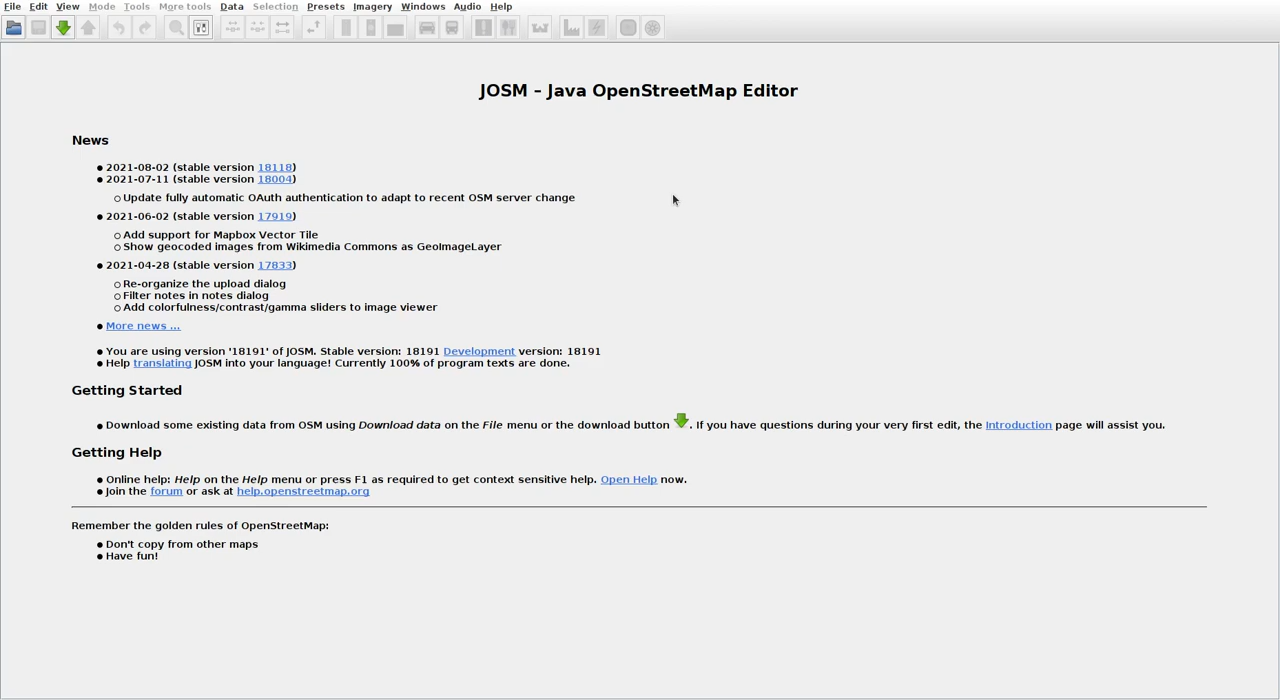 File Edit View Mode Tools More tools Data Selection Presets Imagery Windows Audio Help
JOSM – Java OpenStreetMap Editor
News
2021-08-02 (stable version 18118)
2021-07-11 (stable version 18004)
Update fully automatic OAuth authentication to adapt to recent OSM server change
2021-06-02 (stable version 17919)
Add support for Mapbox Vector Tile
Show geocoded images from Wikimedia Commons as GeoImageLayer
2021-04-28 (stable version 17833)
Re-organize the upload dialog
Filter notes in notes dialog
Add colorfulness/contrast/gamma sliders to image viewer
More news ...
You are using version '18191' of JOSM. Stable version: 18191 Development version: 18191
Help translating JOSM into your language! Currently 100% of program texts are done.
Getting Started
Download some existing data from OSM using Download data on the File menu or the download button . If you have questions during your very first edit, the Introduction page will assist you.
Getting Help
Online help: Help on the Help menu or press F1 as required to get context sensitive help. Open Help now.
Join the forum or ask at help.openstreetmap.org
Remember the golden rules of OpenStreetMap:
Don't copy from other maps
Have fun!